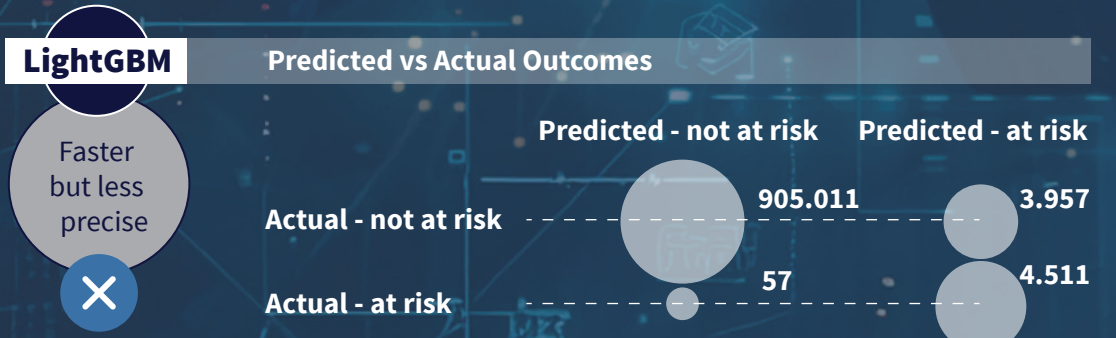 LightGBM
Predicted vs Actual Outcomes
Faster
but less
precise
Predicted - not at risk
Predicted - at risk
Actual - not at risk
905.011
3.957
Actual - at risk
57
4.511